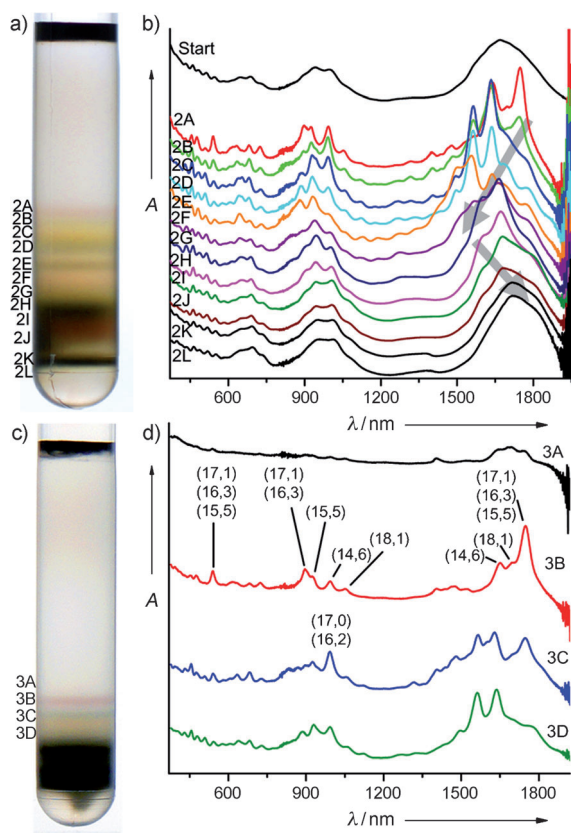 a)
2A
2B
2C
2D
2E
2F
2G
2H
2I
2J
2K
2L
b)
Start
2A
2B
2C
2D
2E
2F
2G
2H
2I
2J
2K
2L
A
600 900 1200 1500 1800
λ / nm
c)
3A
3B
3C
3D
d)
3A
(17,1)
(16,3)
(15,5)
(17,1)
(16,3)
(15,5)
(14,6)
(18,1)
(17,1)
(16,3)
(15,5)
(18,1)
(14,6)
3B
(17,0)
(16,2)
3C
3D
A
600 900 1200 1500 1800
λ / nm